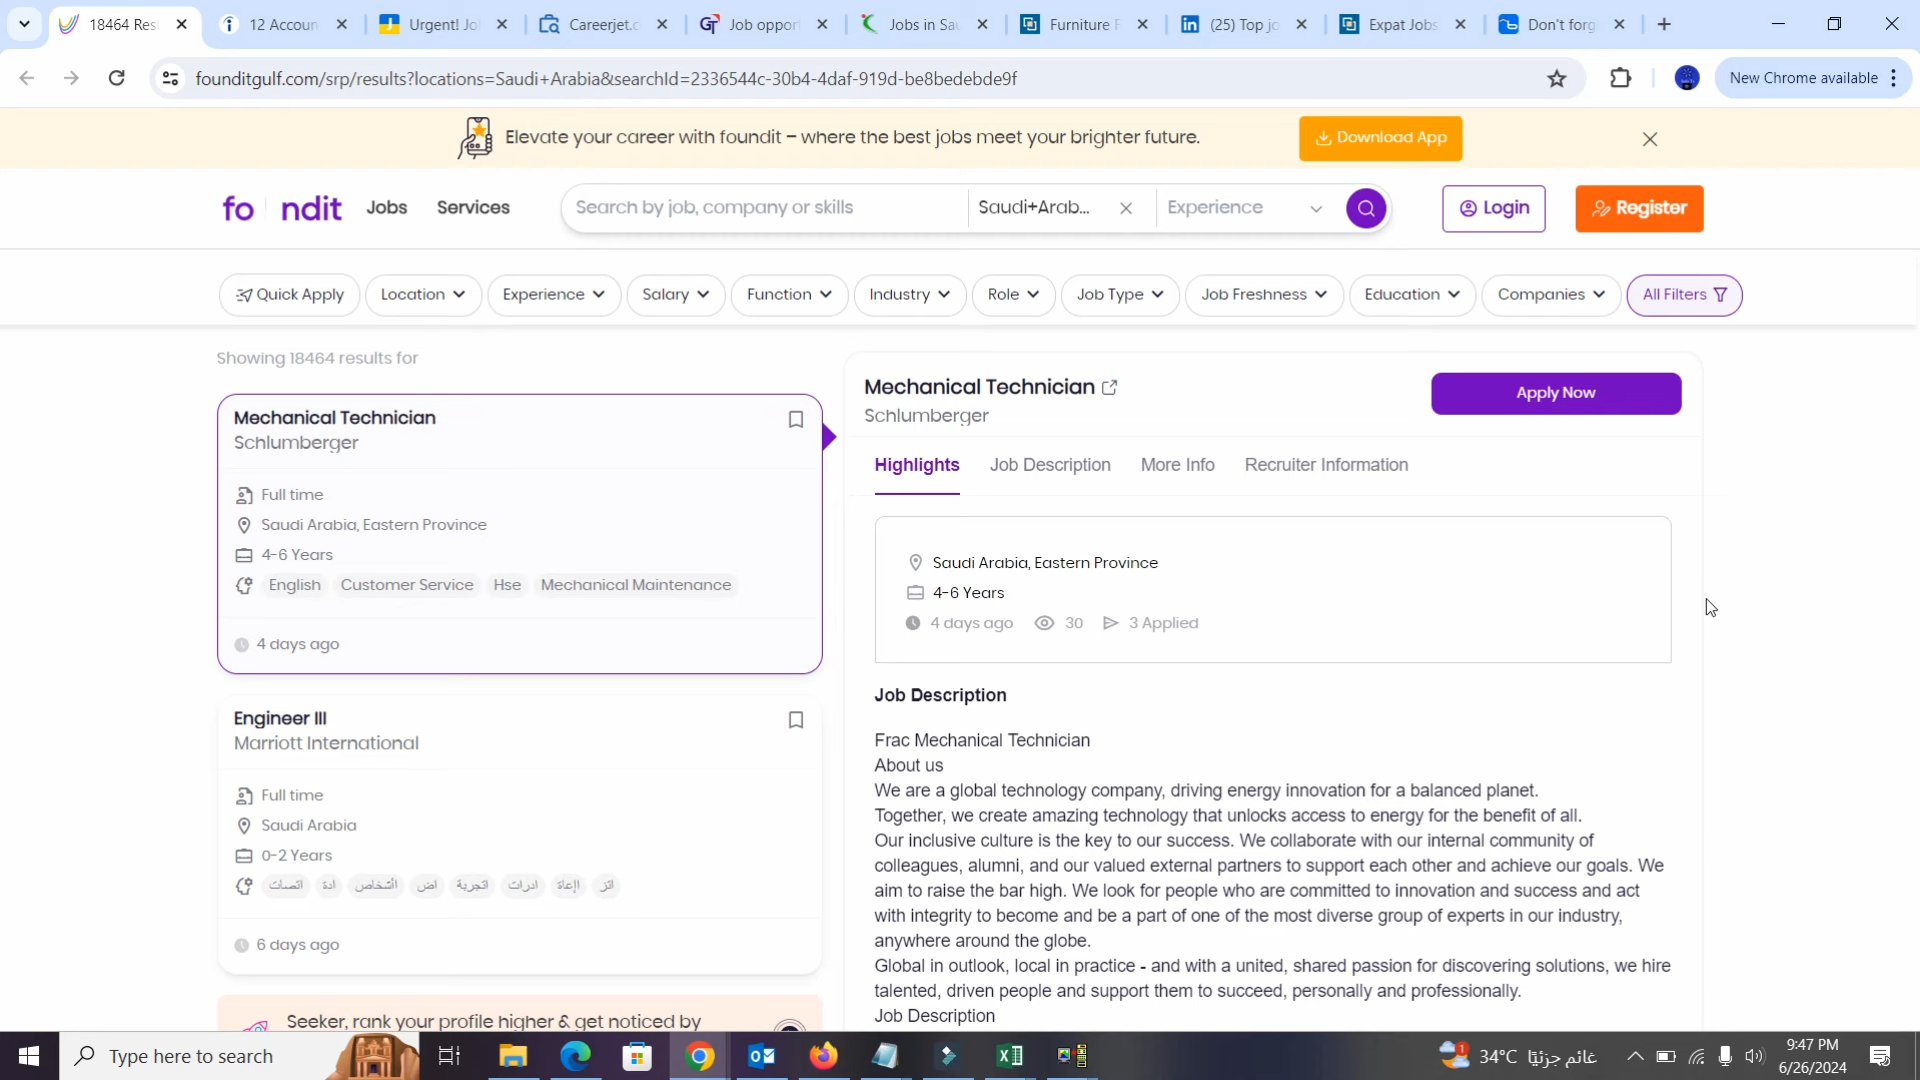 18464 Res
12 Accoun
Urgent! Jo
Careerjet.c
Job opport
Jobs in Sau
Furniture F
(25) Top jo
Expat Jobs
Don't forg
founditgulf.com/srp/results?locations=Saudi+Arabia&searchId=2336544c-30b4-4daf-919d-be8bedebde9f
New Chrome available
Elevate your career with foundit – where the best jobs meet your brighter future.
Download App
fo ndit
Jobs
Services
Search by job, company or skills
Saudi+Arab...
Experience
Login
Register
Quick Apply
Location
Experience
Salary
Function
Industry
Role
Job Type
Job Freshness
Education
Companies
All Filters
Showing 18464 results for
Mechanical Technician
Schlumberger
Full time
Saudi Arabia, Eastern Province
4-6 Years
English Customer Service Hse Mechanical Maintenance
4 days ago
Engineer III
Marriott International
Full time
Saudi Arabia
0-2 Years
اتصات ادة األشخاص اض اتجربة ادرات اإعاة اتز
6 days ago
Seeker, rank your profile higher & get noticed by
Mechanical Technician
Schlumberger
Apply Now
Highlights
Job Description
More Info
Recruiter Information
Saudi Arabia, Eastern Province
4-6 Years
4 days ago 30 3 Applied
Job Description
Frac Mechanical Technician
About us
We are a global technology company, driving energy innovation for a balanced planet.
Together, we create amazing technology that unlocks access to energy for the benefit of all.
Our inclusive culture is the key to our success. We collaborate with our internal community of
colleagues, alumni, and our valued external partners to support each other and achieve our goals. We
aim to raise the bar high. We look for people who are committed to innovation and success and act
with integrity to become and be a part of one of the most diverse group of experts in our industry,
anywhere around the globe.
Global in outlook, local in practice - and with a united, shared passion for discovering solutions, we hire
talented, driven people and support them to succeed, personally and professionally.
Job Description
Type here to search
34°C غائم جزئيًا
9:47 PM
6/26/2024